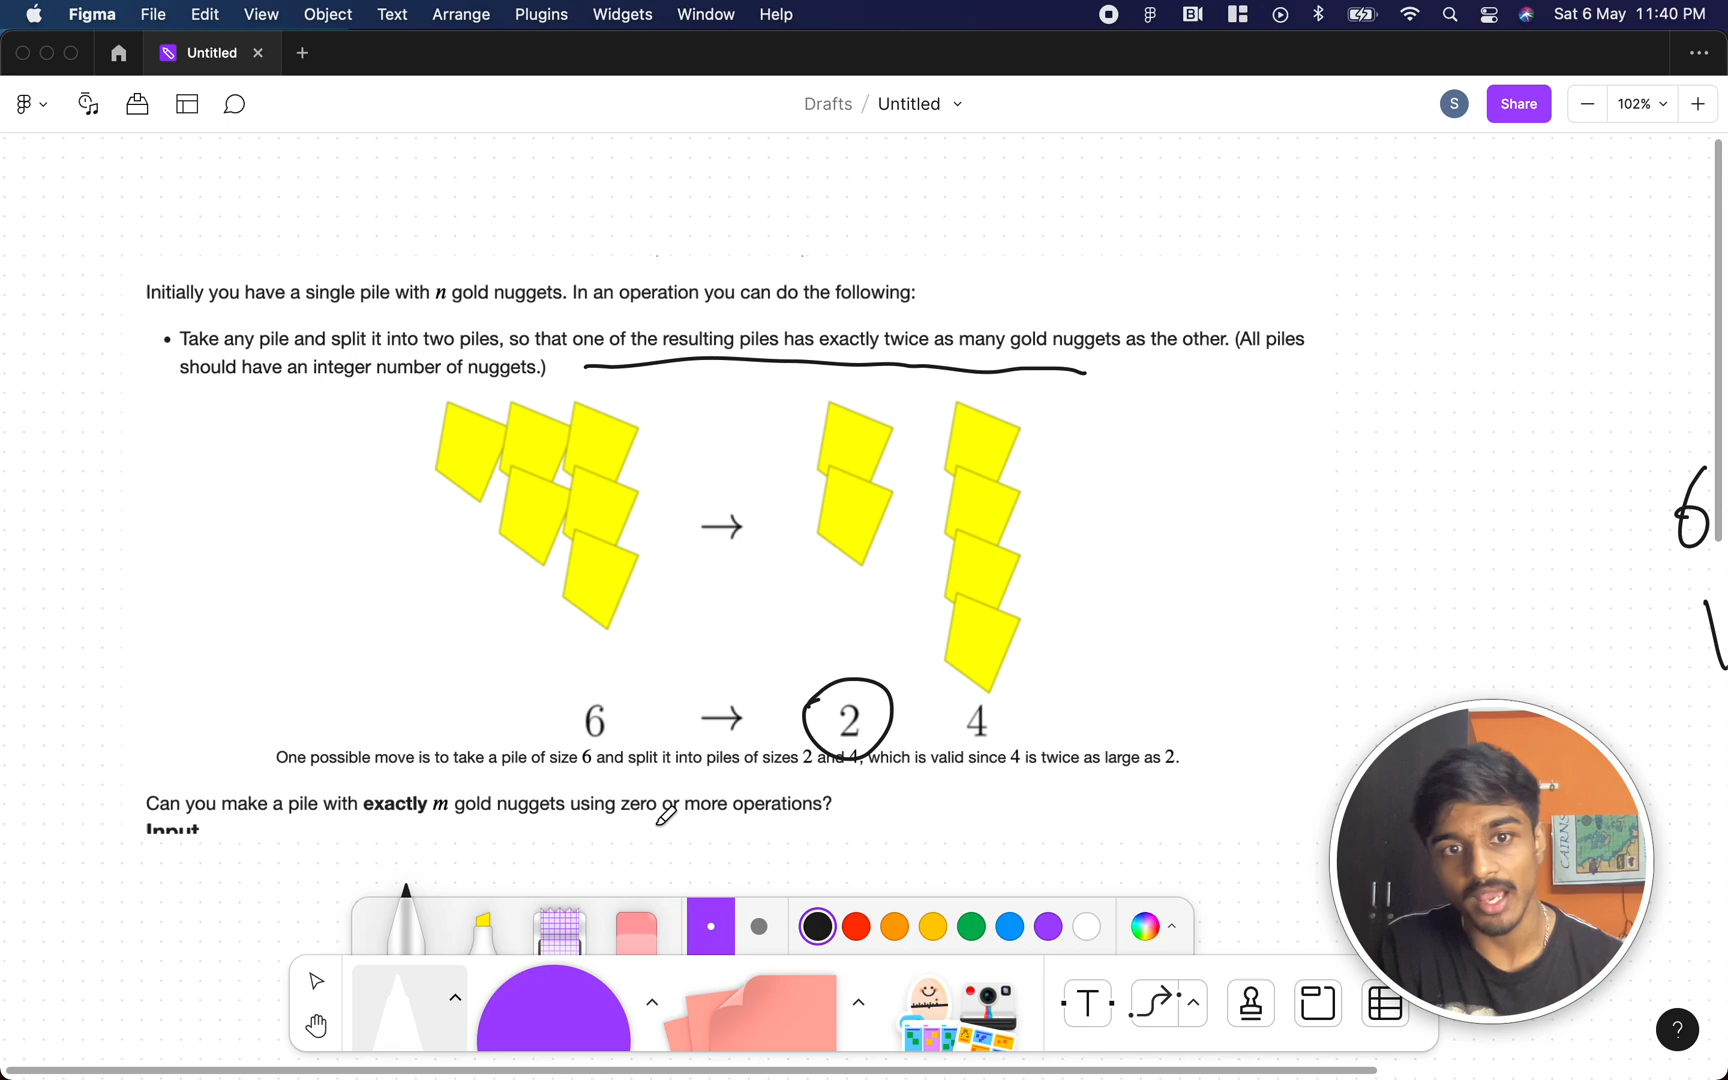 Figma File Edit View Object Text Arrange Plugins Widgets Window Help Sat 6 May 11:40 PM
Untitled
Drafts / Untitled S Share 102%
Initially you have a single pile with n gold nuggets. In an operation you can do the following:
• Take any pile and split it into two piles, so that one of the resulting piles has exactly twice as many gold nuggets as the other. (All piles
should have an integer number of nuggets.)
6
6 → 2 4
One possible move is to take a pile of size 6 and split it into piles of sizes 2 and 4, which is valid since 4 is twice as large as 2.
Can you make a pile with exactly m gold nuggets using zero or more operations?
Input
CAIRNS
T
?